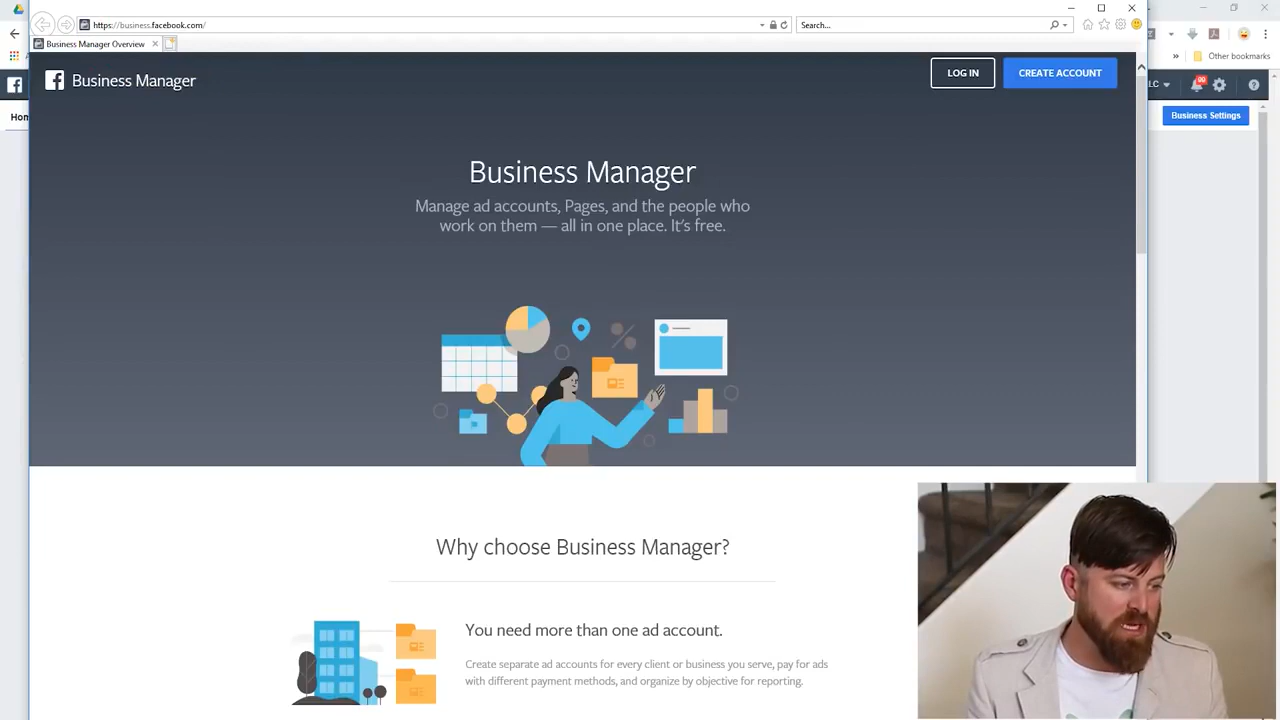 https://business.facebook.com/
Search...
Business Manager Overview
Other bookmarks
Business Manager
LOG IN
CREATE ACCOUNT
LC
Hom
Business Settings
Business Manager
Manage ad accounts, Pages, and the people who
work on them — all in one place. It's free.
Why choose Business Manager?
You need more than one ad account.
Create separate ad accounts for every client or business you serve, pay for ads
with different payment methods, and organize by objective for reporting.